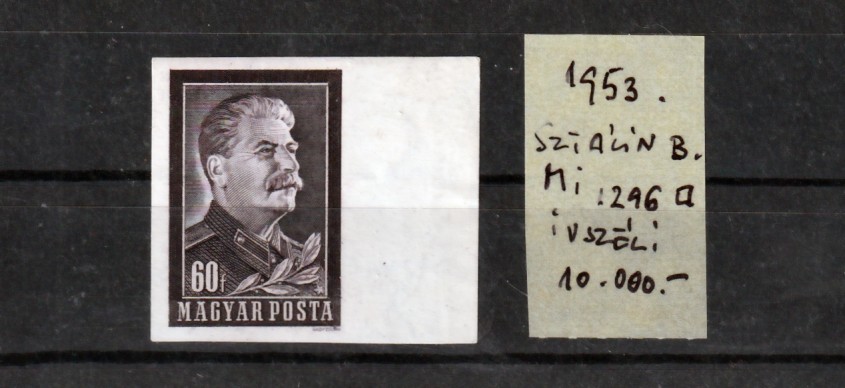 60f
MAGYAR POSTA
1953.
SZTÁLIN B.
Mi 1296 □
ÍVSZÉLI
10.000.-